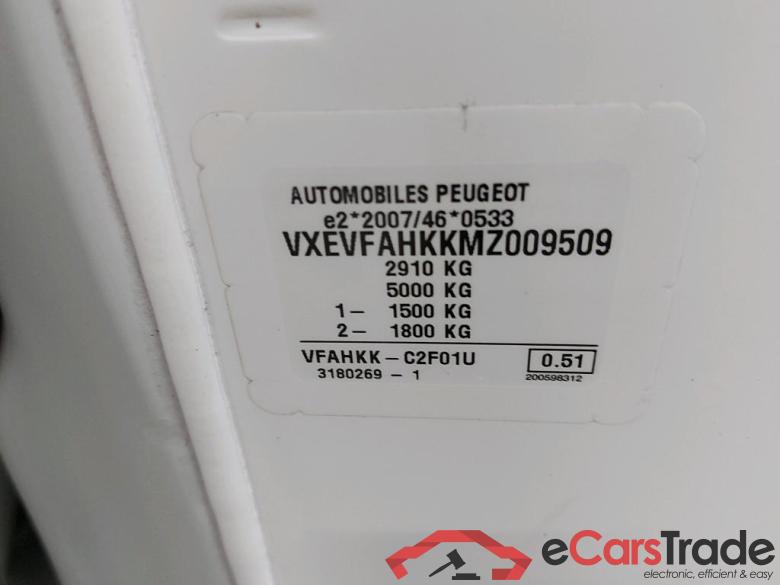 AUTOMOBILES PEUGEOT
e2*2007/46*0533
VXEVFAHKKMZ009509
2910 KG
5000 KG
1– 1500 KG
2– 1800 KG
VFAHKK – C2F01U 0.51
3180269 – 1 200598312
eCarsTrade
electronic, efficient & easy